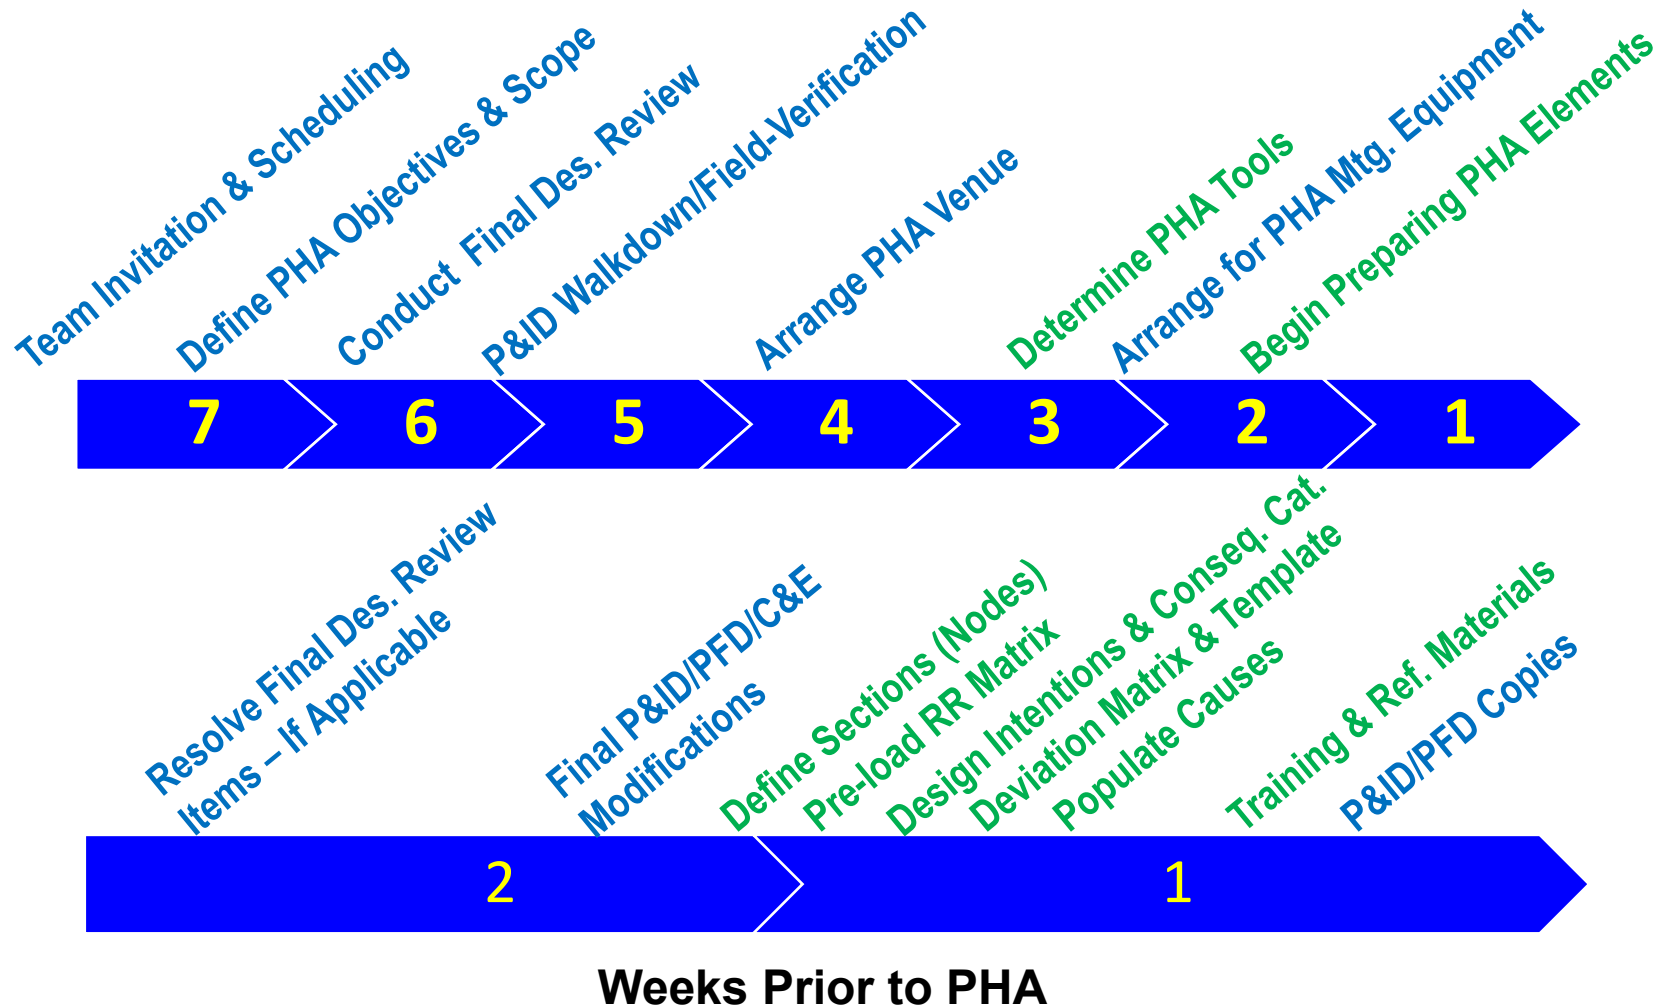 Team Invitation & Scheduling
Define PHA Objectives & Scope
Conduct Final Des. Review
P&ID Walkdown/Field-Verification
Arrange PHA Venue
Determine PHA Tools
Arrange for PHA Mtg. Equipment
Begin Preparing PHA Elements
7
6
5
4
3
2
1
Resolve Final Des. Review
Items – If Applicable
Final P&ID/PFD/C&E
Modifications
Define Sections (Nodes)
Pre-load RR Matrix
Design Intentions & Conseq. Cat.
Deviation Matrix & Template
Populate Causes
Training & Ref. Materials
P&ID/PFD Copies
2
1
Weeks Prior to PHA